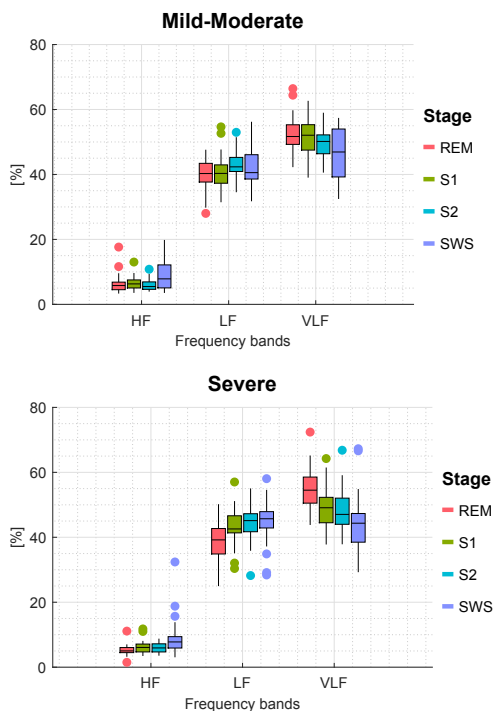 Mild-Moderate
80
60
40
20
0
[%]
HF LF VLF
Frequency bands
Stage
REM
S1
S2
SWS
Severe
80
60
40
20
0
[%]
HF LF VLF
Frequency bands
Stage
REM
S1
S2
SWS